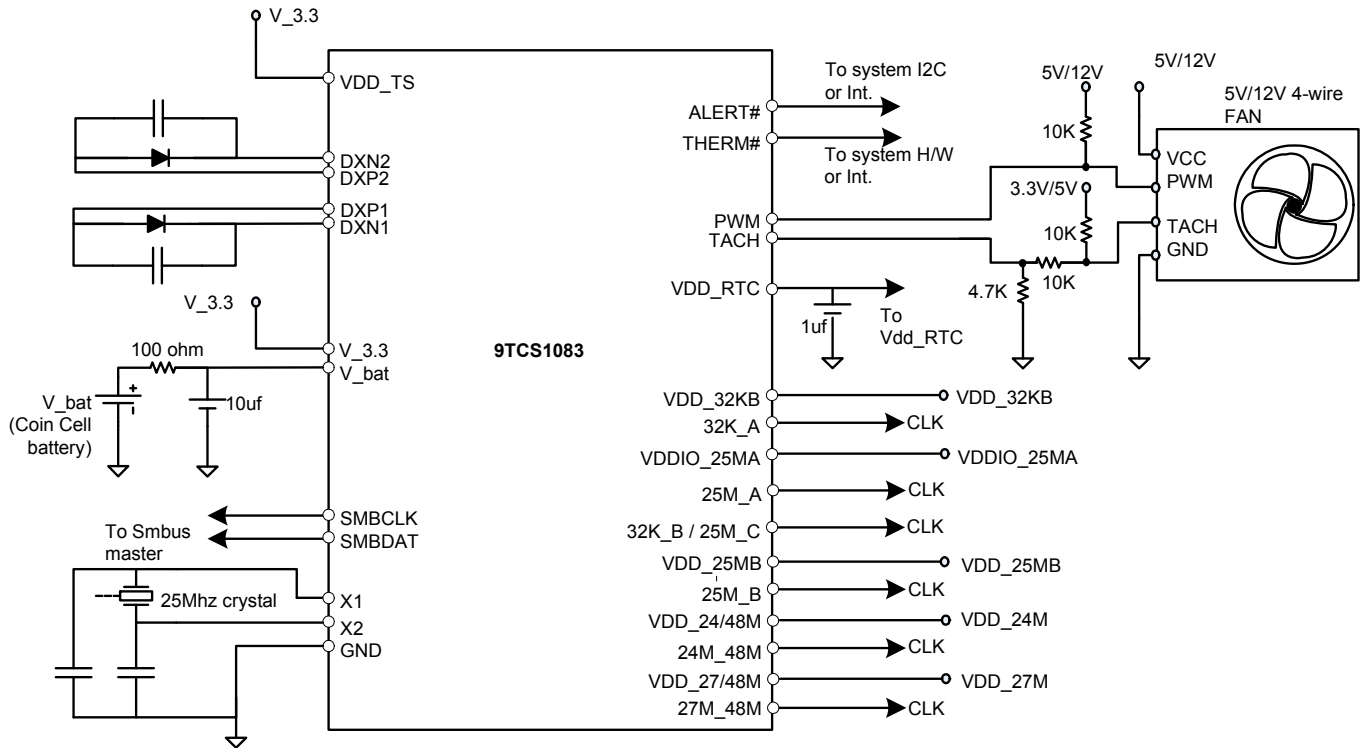 V_3.3
VDD_TS
DXN2
DXP2
DXP1
DXN1
V_3.3
V_3.3
100 ohm
V_bat
V_bat
(Coin Cell
battery)
10uf
SMBCLK
SMBDAT
To Smbus
master
25Mhz crystal
X1
X2
GND
9TCS1083
ALERT#
To system I2C
or Int.
THERM#
To system H/W
or Int.
PWM
TACH
VDD_RTC
1uf
To
Vdd_RTC
VDD_32KB
VDD_32KB
32K_A
CLK
VDDIO_25MA
VDDIO_25MA
25M_A
CLK
32K_B / 25M_C
CLK
VDD_25MB
VDD_25MB
25M_B
CLK
VDD_24/48M
VDD_24M
24M_48M
CLK
VDD_27/48M
VDD_27M
27M_48M
CLK
5V/12V
10K
3.3V/5V
10K
10K
4.7K
5V/12V
5V/12V 4-wire
FAN
VCC
PWM
TACH
GND